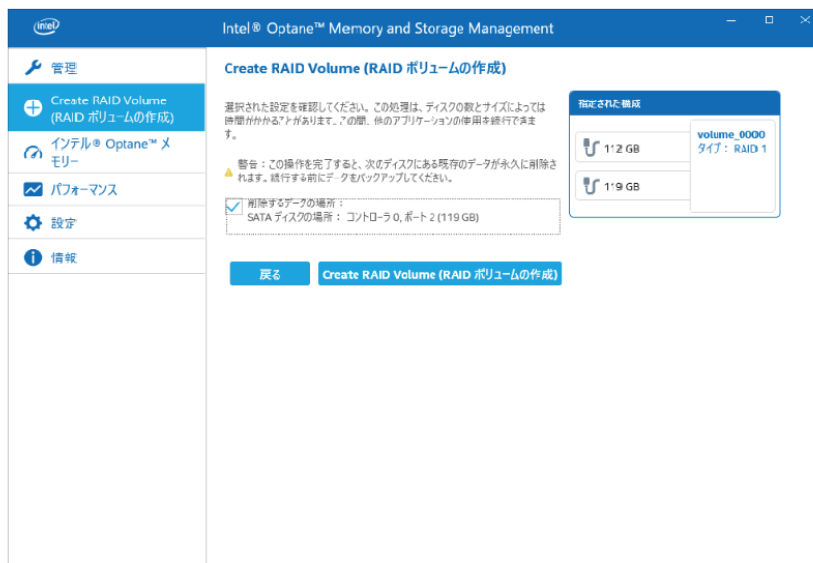 intel
Intel® Optane™ Memory and Storage Management
管理
Create RAID Volume
(RAID ボリュームの作成)
インテル® Optane™ メ
モリー
パフォーマンス
設定
情報
Create RAID Volume (RAID ボリュームの作成)
選択された設定を確認してください。この処理は、ディスクの数とサイズによっては
時間がかかることがあります。この間、他のアプリケーションの使用を続行できま
す。
警告：この操作を完了すると、次のディスクにある既存のデータが永久に削除さ
れます。続行する前にデータをバックアップしてください。
削除するデータの場所：
SATA ディスクの場所： コントローラ 0, ポート 2 (119 GB)
戻る
Create RAID Volume (RAID ボリュームの作成)
指定された構成
112 GB
119 GB
volume_0000
タイプ： RAID 1